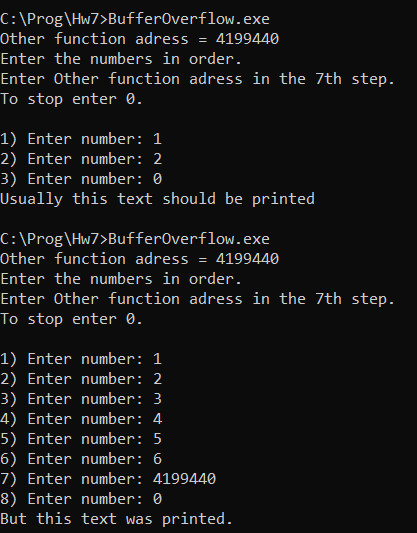 C:\Prog\Hw7>BufferOverflow.exe
Other function adress = 4199440
Enter the numbers in order.
Enter Other function adress in the 7th step.
To stop enter 0.
1) Enter number: 1
2) Enter number: 2
3) Enter number: 0
Usually this text should be printed
C:\Prog\Hw7>BufferOverflow.exe
Other function adress = 4199440
Enter the numbers in order.
Enter Other function adress in the 7th step.
To stop enter 0.
1) Enter number: 1
2) Enter number: 2
3) Enter number: 3
4) Enter number: 4
5) Enter number: 5
6) Enter number: 6
7) Enter number: 4199440
8) Enter number: 0
But this text was printed.